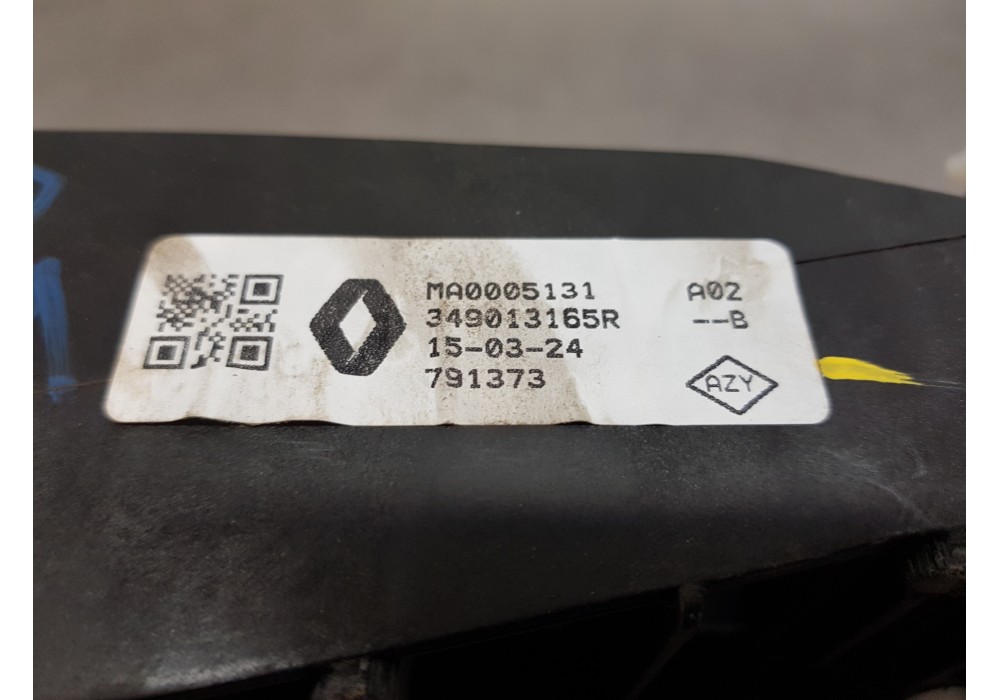 MA0005131 A02
349013165R --B
15-03-24
791373
AZY